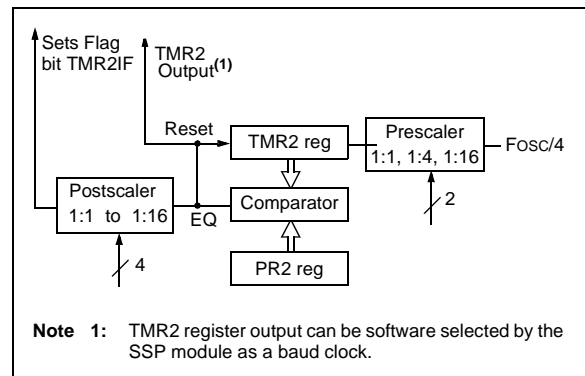 Sets Flag
bit TMR2IF
TMR2
Output(1)
Reset
TMR2 reg
Prescaler
1:1, 1:4, 1:16
FOSC/4
2
Postscaler
1:1 to 1:16
EQ
Comparator
4
PR2 reg
Note 1: TMR2 register output can be software selected by the
SSP module as a baud clock.